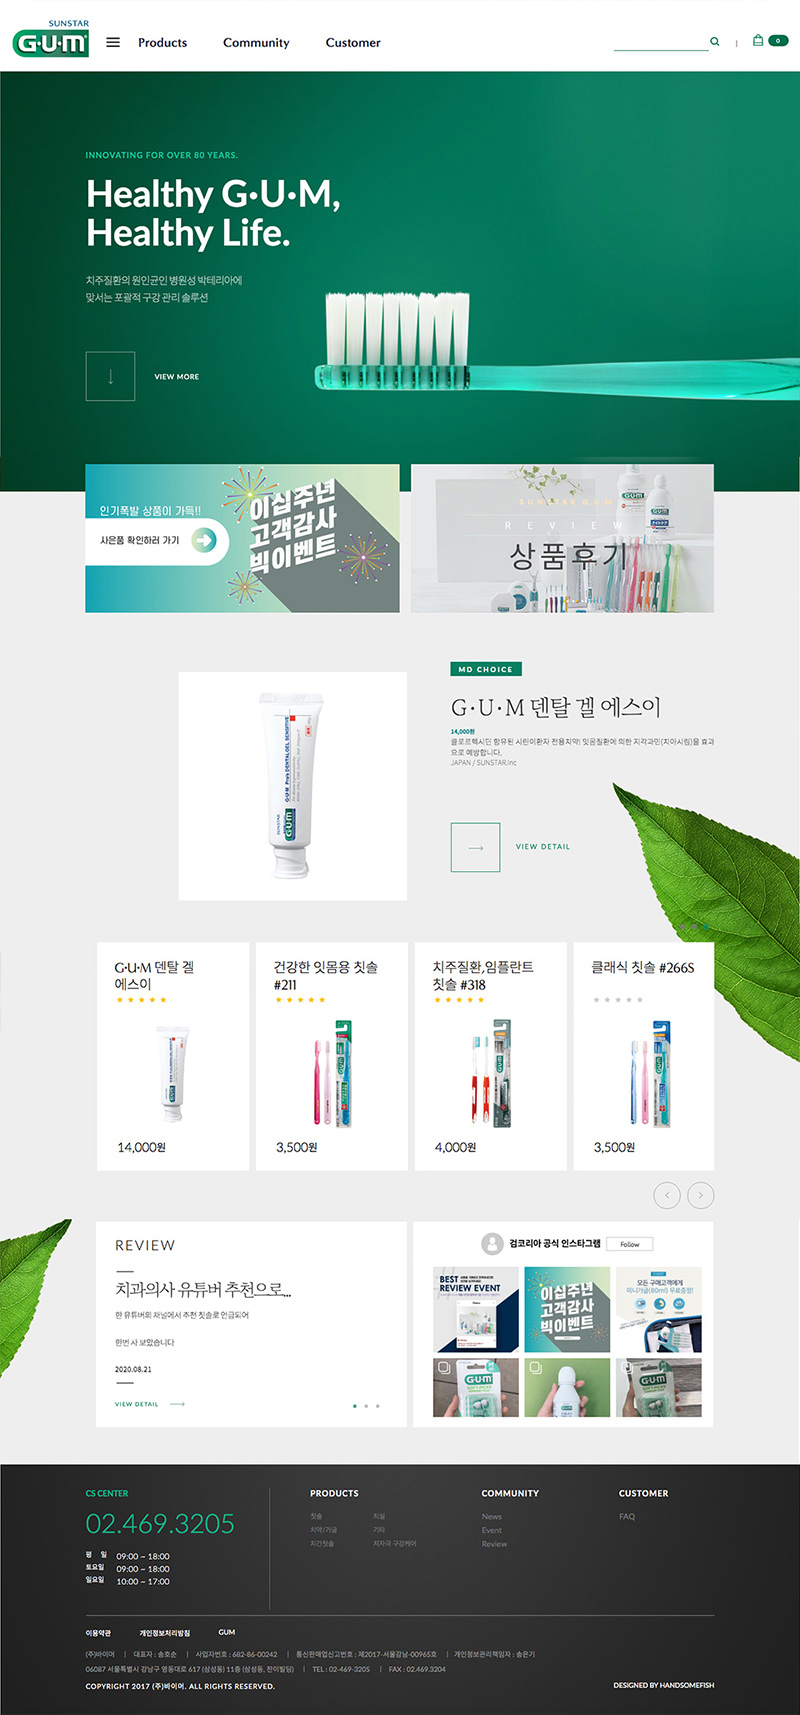 SUNSTAR
G·U·M
Products
Community
Customer
0
INNOVATING FOR OVER 80 YEARS.
Healthy G·U·M,
Healthy Life.
치주질환의 원인균인 병원성 박테리아에
맞서는 포괄적 구강 관리 솔루션
VIEW MORE
인기폭발 상품이 가득!!
사은품 확인하러 가기
이십주년
고객감사
빅이벤트
SUNSTAR G.U.M
REVIEW
상품후기
MD CHOICE
G·U·M 덴탈 겔 에스이
14,000원
클로르헥시딘 함유된 시린이환자 전용치약! 잇몸질환에 의한 지각과민(치아시림)을 효과
으로 예방합니다.
JAPAN / SUNSTAR.Inc
VIEW DETAIL
G·U·M 덴탈 겔
에스이
건강한 잇몸용 칫솔
#211
치주질환,임플란트
칫솔 #318
클래식 칫솔 #266S
14,000원
3,500원
4,000원
3,500원
REVIEW
치과의사 유튜버 추천으로...
한 유튜버의 채널에서 추천 칫솔로 언급되어
한번 사 보았습니다
2020.08.21
VIEW DETAIL
검코리아 공식 인스타그램
Follow
BEST
REVIEW EVENT
이십주년
고객감사
빅이벤트
모든 구매고객에게
미니가글(80ml) 무료증정!
CS CENTER
02.469.3205
평 일 09:00 ~ 18:00
토요일 09:00 ~ 18:00
일요일 10:00 ~ 17:00
PRODUCTS
칫솔
치실
치약/가글
기타
치간칫솔
저자극 구강케어
COMMUNITY
News
Event
Review
CUSTOMER
FAQ
이용약관
개인정보처리방침
GUM
(주)바이머 | 대표자 : 송호순 | 사업자번호 : 682-86-00242 | 통신판매업신고번호 : 제2017-서울강남-00965호 | 개인정보관리책임자 : 송은기
06087 서울특별시 강남구 영동대로 617 (삼성동) 11층 (삼성동, 전이빌딩) | TEL : 02-469-3205 | FAX : 02.469.3204
COPYRIGHT 2017 (주)바이머. ALL RIGHTS RESERVED.
DESIGNED BY HANDSOMEFISH